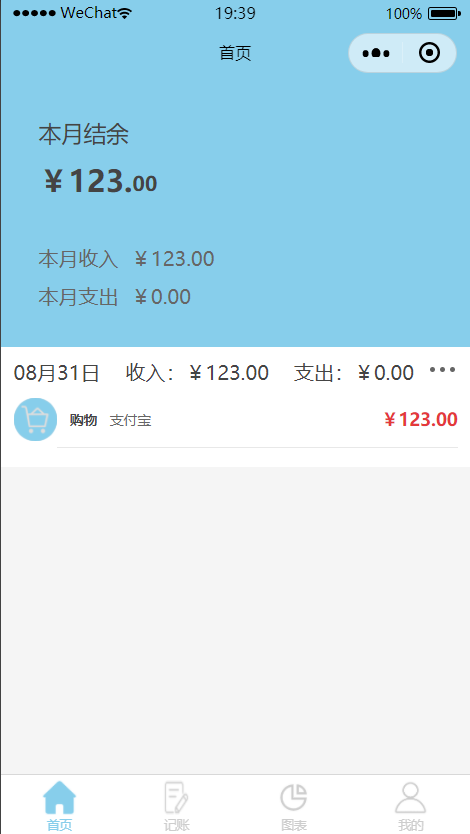 WeChat 19:39 100%
首页
本月结余
￥123.00
本月收入 ￥123.00
本月支出 ￥0.00
08月31日 收入：￥123.00 支出：￥0.00
购物 支付宝 ￥123.00
首页 记账 图表 我的